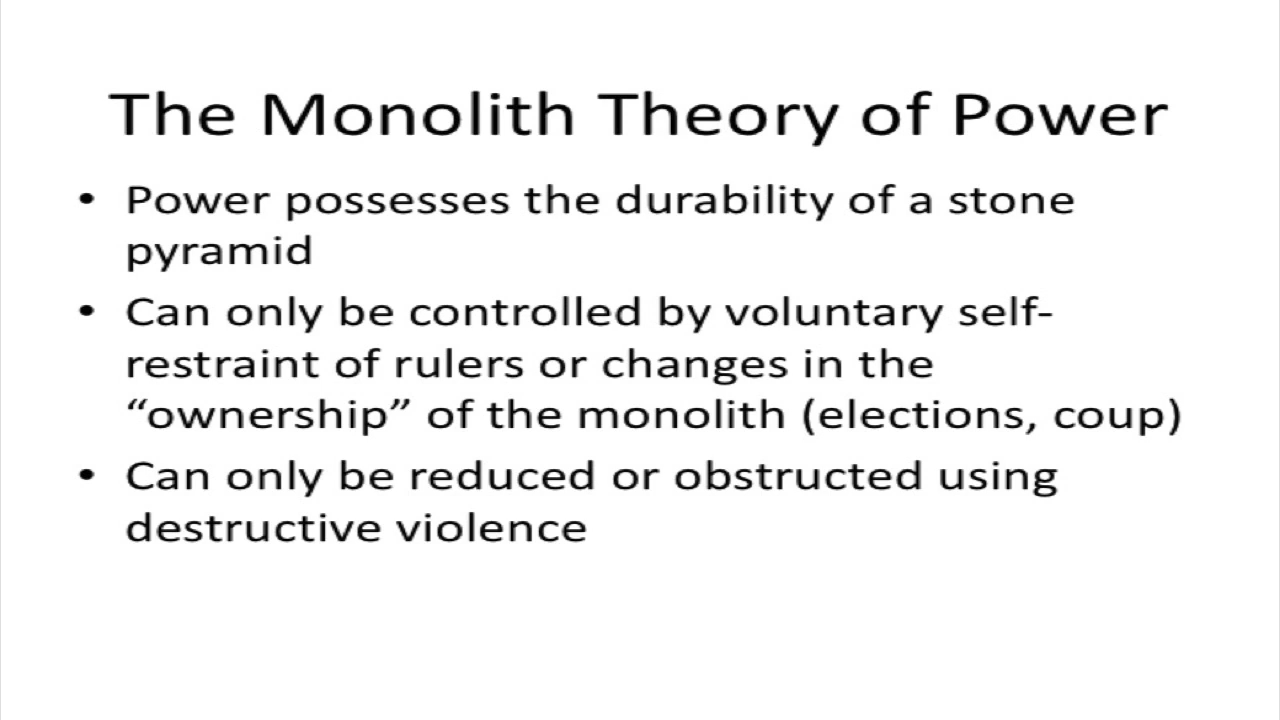 The Monolith Theory of Power
• Power possesses the durability of a stone
pyramid
• Can only be controlled by voluntary self-
restraint of rulers or changes in the
“ownership” of the monolith (elections, coup)
• Can only be reduced or obstructed using
destructive violence